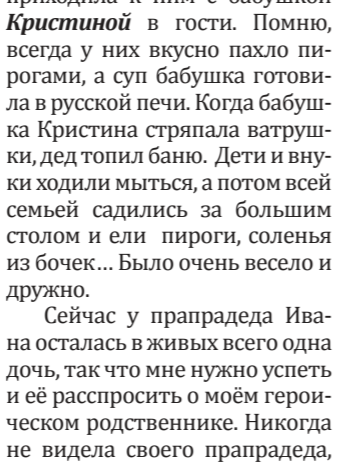 приходила к ним с бабушкой
Кристиной в гости. Помню,
всегда у них вкусно пахло пи-
рогами, а суп бабушка готови-
ла в русской печи. Когда бабуш-
ка Кристина стряпала ватруш-
ки, дед топил баню. Дети и вну-
ки ходили мыться, а потом всей
семьей садились за большим
столом и ели пироги, соленья
из бочек... Было очень весело и
дружно.
Сейчас у прапрадеда Ива-
на осталась в живых всего одна
дочь, так что мне нужно успеть
и её расспросить о моём герои-
ческом родственнике. Никогда
не видела своего прапрадеда,